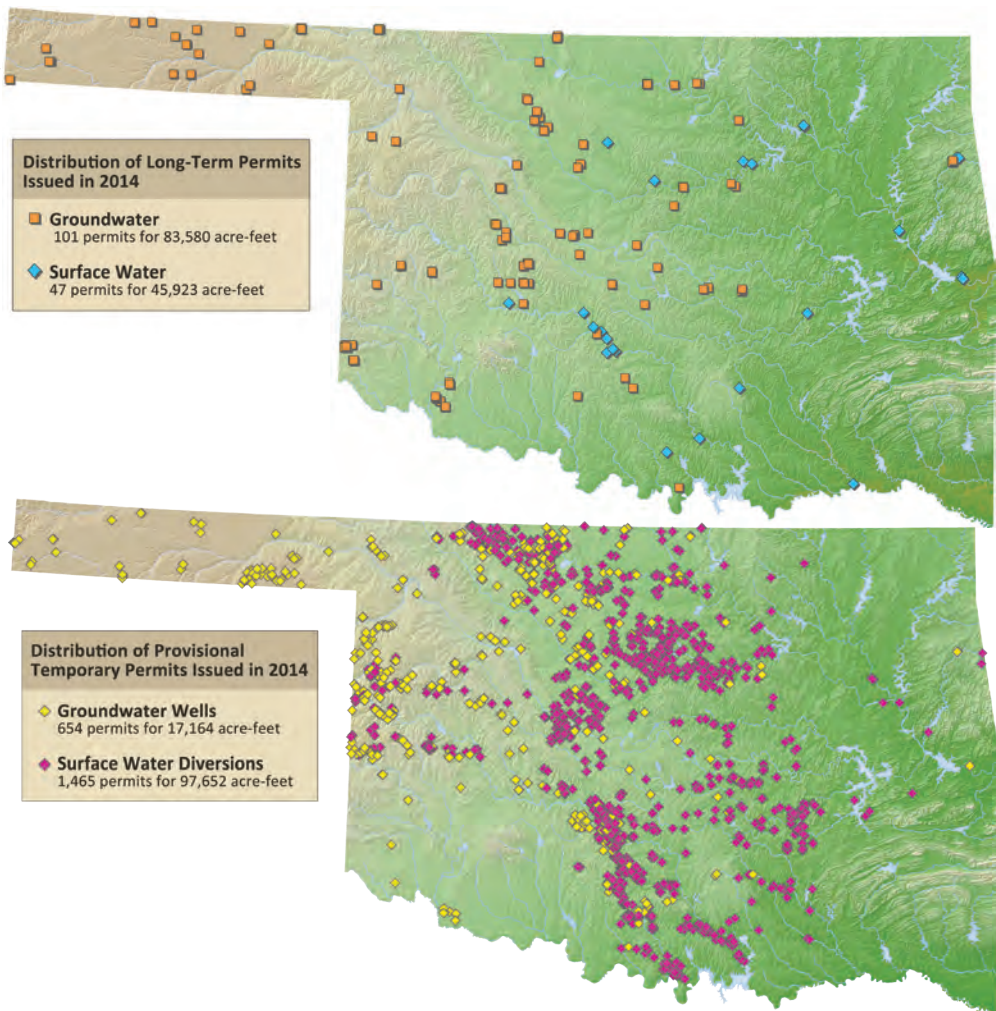 Distribution of Long-Term Permits
Issued in 2014
Groundwater
101 permits for 83,580 acre-feet
Surface Water
47 permits for 45,923 acre-feet
Distribution of Provisional
Temporary Permits Issued in 2014
Groundwater Wells
654 permits for 17,164 acre-feet
Surface Water Diversions
1,465 permits for 97,652 acre-feet